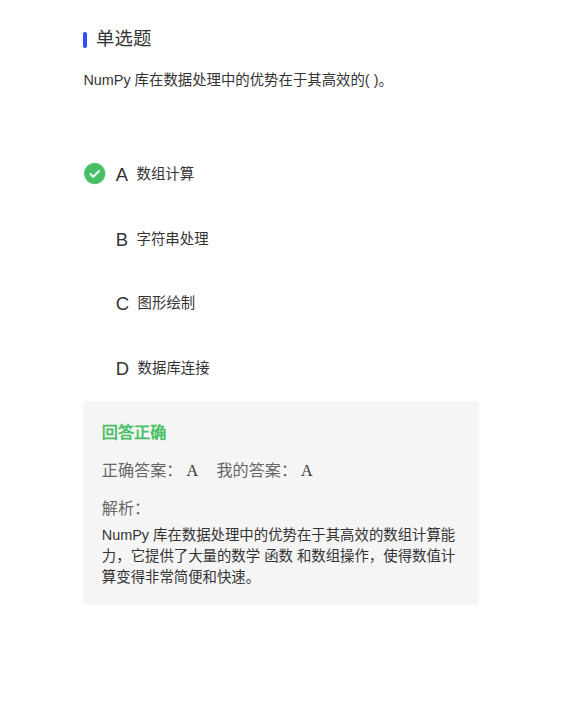 单选题
NumPy 库在数据处理中的优势在于其高效的( )。
A 数组计算
B 字符串处理
C 图形绘制
D 数据库连接
回答正确
正确答案： A 我的答案： A
解析：
NumPy 库在数据处理中的优势在于其高效的数组计算能
力，它提供了大量的数学 函数 和数组操作，使得数值计
算变得非常简便和快速。